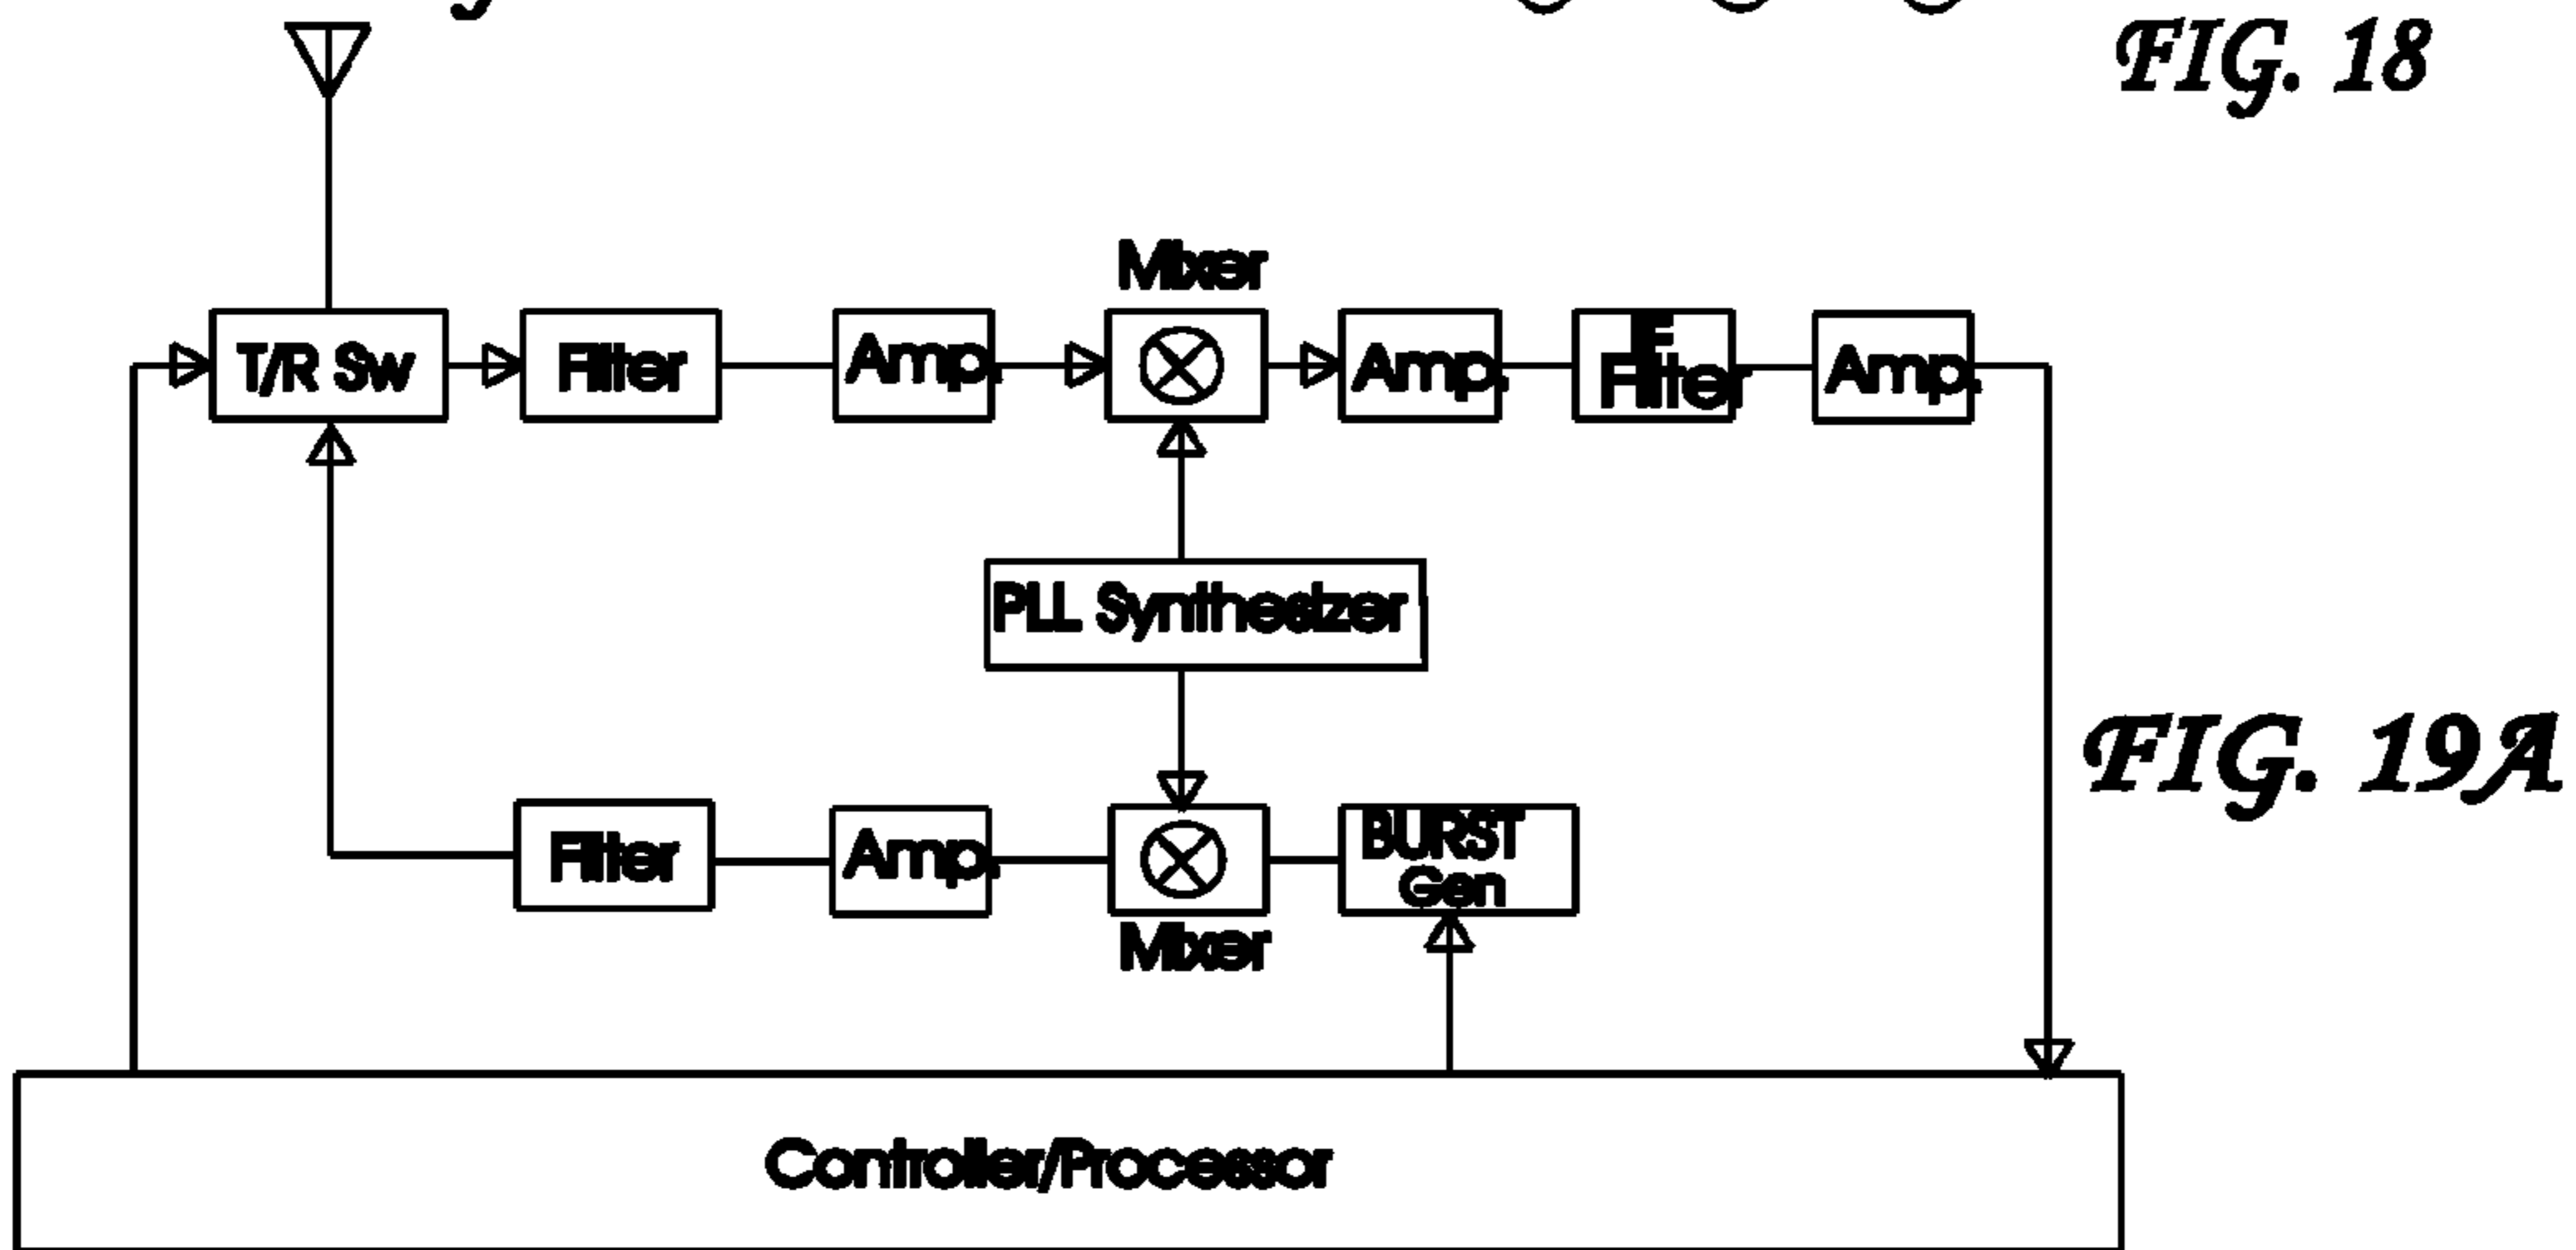 FIG. 18
Mixer
T/R Sw
Filter
Amp.
Amp.
IF
Filter
Amp.
PLL Synthesizer
FIG. 19A
Filter
Amp.
BURST
Gen
Mixer
Controller/Processor